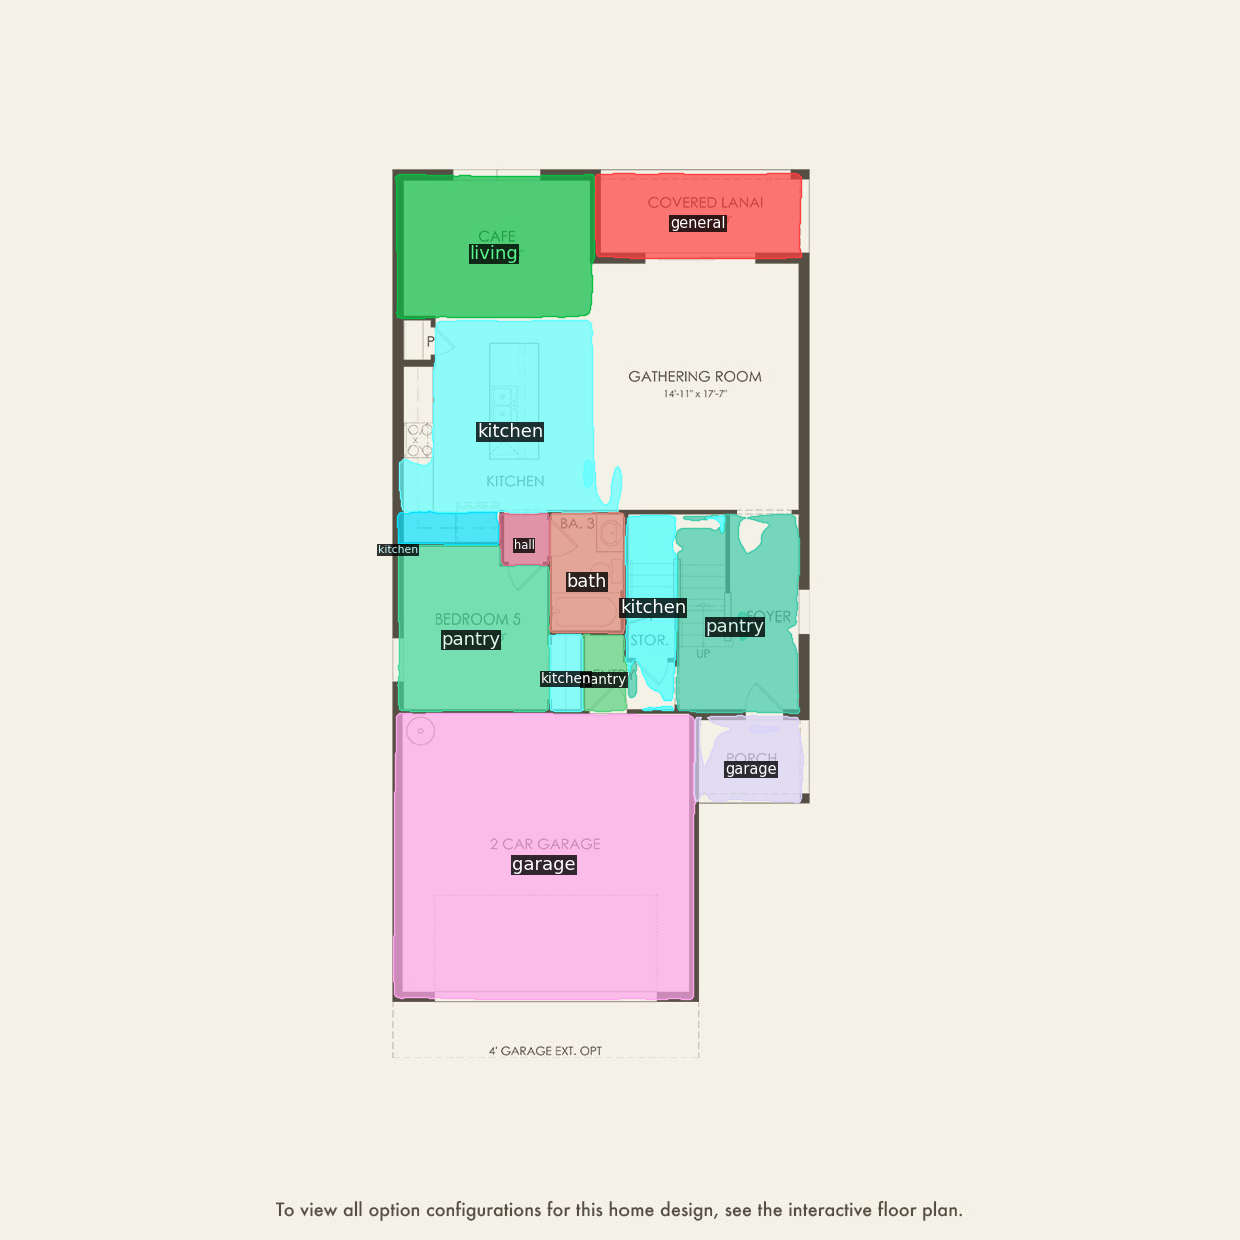 COVERED LANAI
general
CAFE
living
P
GATHERING ROOM
14'-11" x 17'-7"
kitchen
KITCHEN
BA. 3
hall
kitchen
bath
kitchen
BEDROOM 5
pantry
FOYER
pantry
STOR.
UP
kitchen
antry
PORCH
garage
2 CAR GARAGE
garage
4' GARAGE EXT. OPT
To view all option configurations for this home design, see the interactive floor plan.